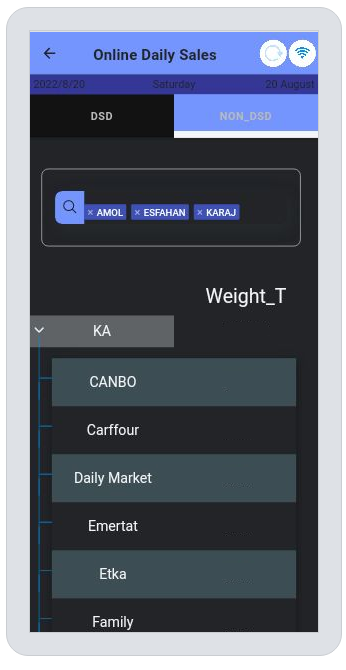 Online Daily Sales
2022/8/20 Saturday 20 August
DSD NON_DSD
× AMOL × ESFAHAN × KARAJ
Weight_T
KA
CANBO
Carffour
Daily Market
Emertat
Etka
Family